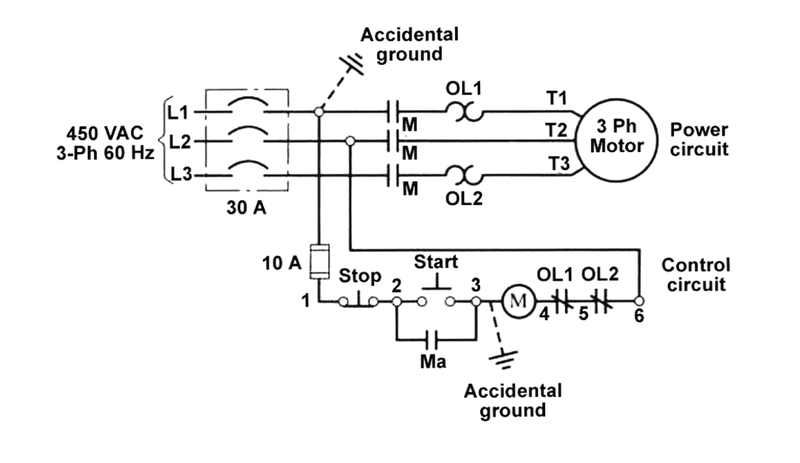 Accidental
ground
OL1
T1
L1
M
3 Ph
Motor
450 VAC
3-Ph 60 Hz
L2
M
T2
Power
circuit
L3
M
T3
OL2
30 A
10 A
Stop
Start
OL1 OL2
Control
circuit
1
2
3
M
4
5
6
Ma
Accidental
ground